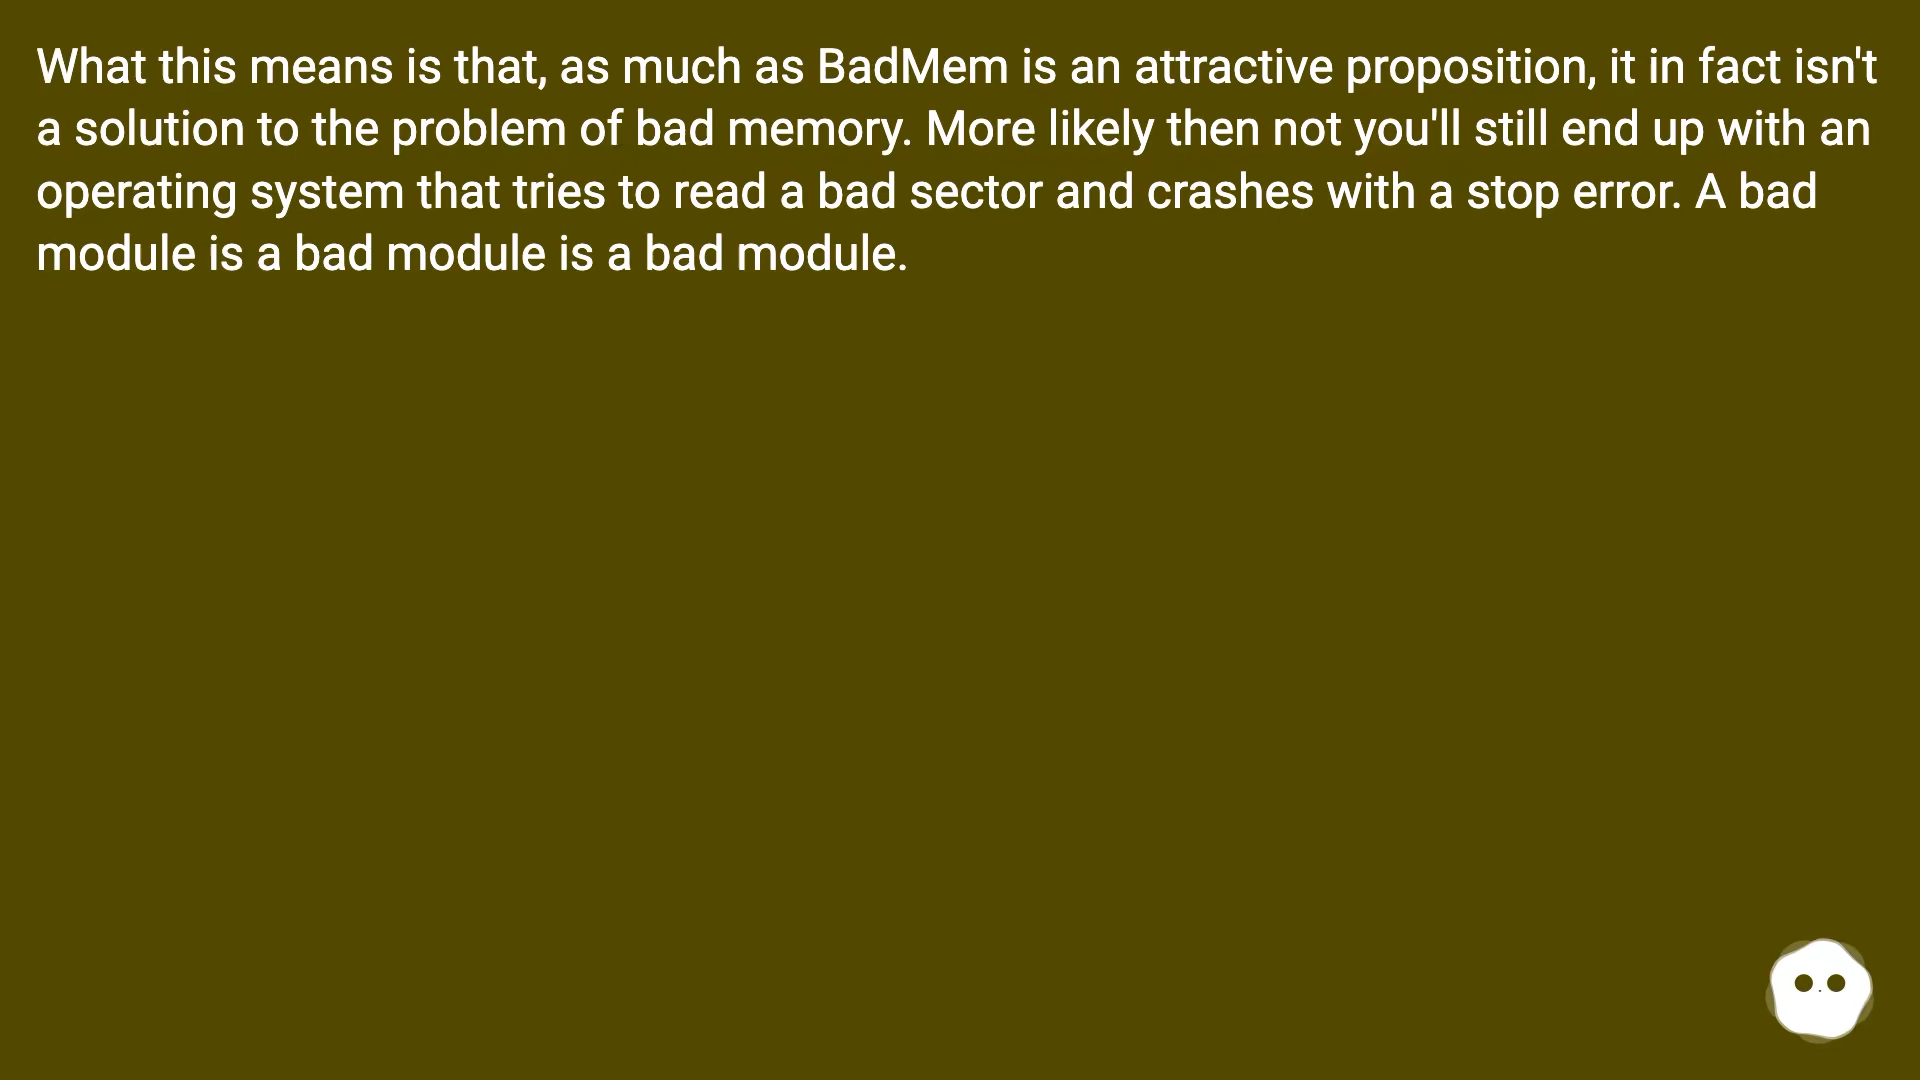 What this means is that, as much as BadMem is an attractive proposition, it in fact isn't
a solution to the problem of bad memory. More likely then not you'll still end up with an
operating system that tries to read a bad sector and crashes with a stop error. A bad
module is a bad module is a bad module.